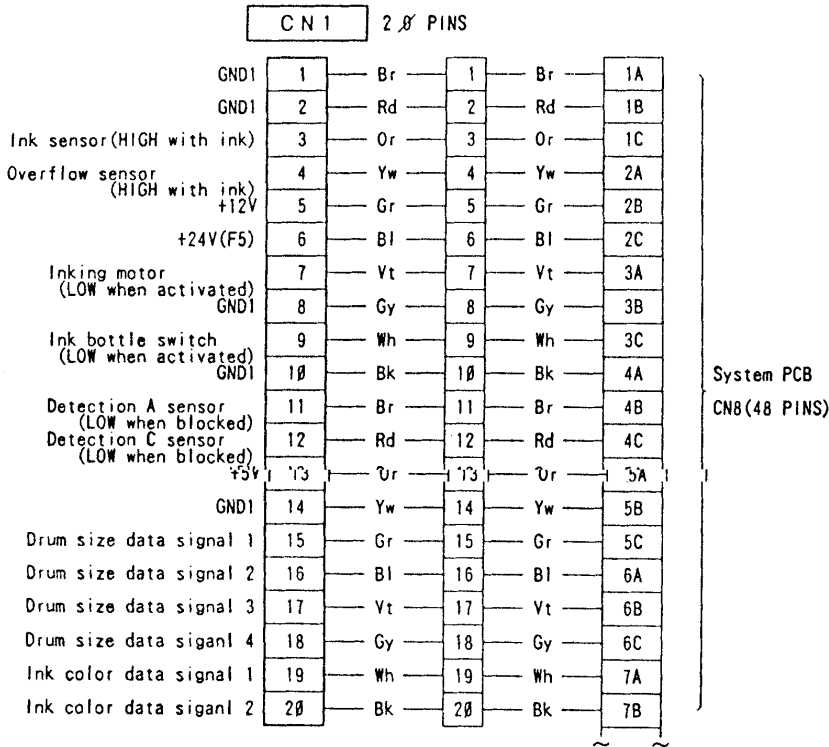 CN1 2Ø PINS
GND1 1 Br 1 Br 1A
GND1 2 Rd 2 Rd 1B
Ink sensor(HIGH with ink) 3 Or 3 Or 1C
Overflow sensor (HIGH with ink) 4 Yw 4 Yw 2A
+12V 5 Gr 5 Gr 2B
+24V(F5) 6 Bl 6 Bl 2C
Inking motor (LOW when activated) 7 Vt 7 Vt 3A
GND1 8 Gy 8 Gy 3B
Ink bottle switch (LOW when activated) 9 Wh 9 Wh 3C
GND1 1Ø Bk 1Ø Bk 4A
System PCB
Detection A sensor (LOW when blocked) 11 Br 11 Br 4B
CN8(48 PINS)
Detection C sensor (LOW when blocked) 12 Rd 12 Rd 4C
+5V 13 Or 13 Or 5A
GND1 14 Yw 14 Yw 5B
Drum size data signal 1 15 Gr 15 Gr 5C
Drum size data signal 2 16 Bl 16 Bl 6A
Drum size data signal 3 17 Vt 17 Vt 6B
Drum size data siganl 4 18 Gy 18 Gy 6C
Ink color data signal 1 19 Wh 19 Wh 7A
Ink color data siganl 2 2Ø Bk 2Ø Bk 7B